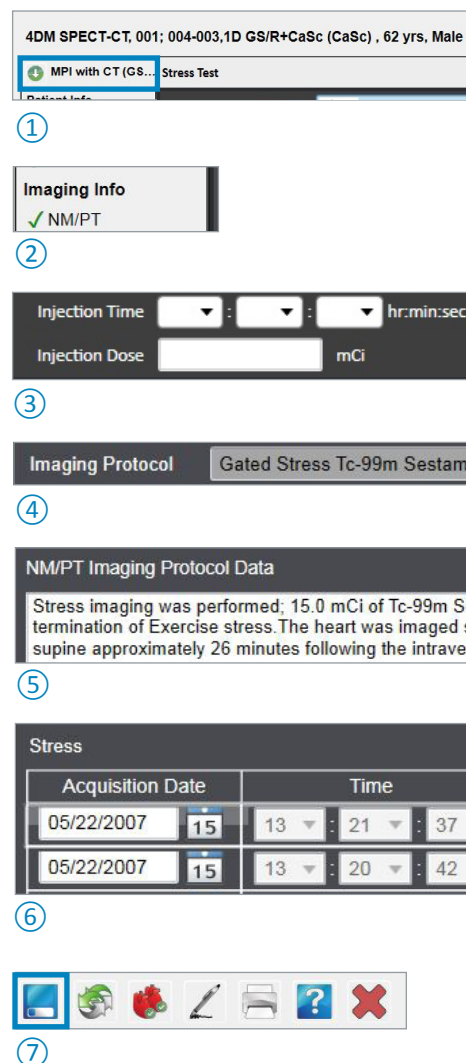 4DM SPECT-CT, 001; 004-003,1D GS/R+CaSc (CaSc) , 62 yrs, Male
MPI with CT (GS... Stress Test
Patient Info
①
Imaging Info
✓ NM/PT
②
Injection Time : : hr:min:sec
Injection Dose mCi
③
Imaging Protocol Gated Stress Tc-99m Sestam
④
NM/PT Imaging Protocol Data
Stress imaging was performed; 15.0 mCi of Tc-99m S
termination of Exercise stress.The heart was imaged s
supine approximately 26 minutes following the intrave
⑤
Stress
Acquisition Date Time
05/22/2007 15 13 : 21 : 37
05/22/2007 15 13 : 20 : 42
⑥
?
⑦